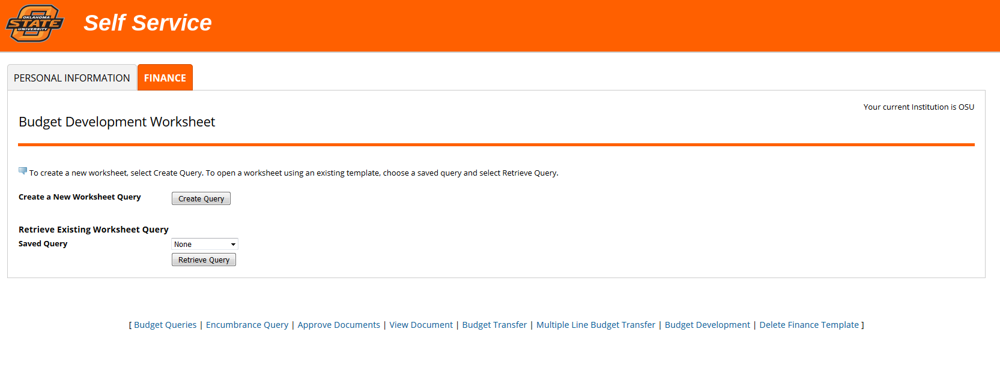 OKLAHOMA
STATE
UNIVERSITY
Self Service
PERSONAL INFORMATION
FINANCE
Your current Institution is OSU
Budget Development Worksheet
To create a new worksheet, select Create Query. To open a worksheet using an existing template, choose a saved query and select Retrieve Query.
Create a New Worksheet Query Create Query
Retrieve Existing Worksheet Query
Saved Query None
Retrieve Query
[ Budget Queries | Encumbrance Query | Approve Documents | View Document | Budget Transfer | Multiple Line Budget Transfer | Budget Development | Delete Finance Template ]